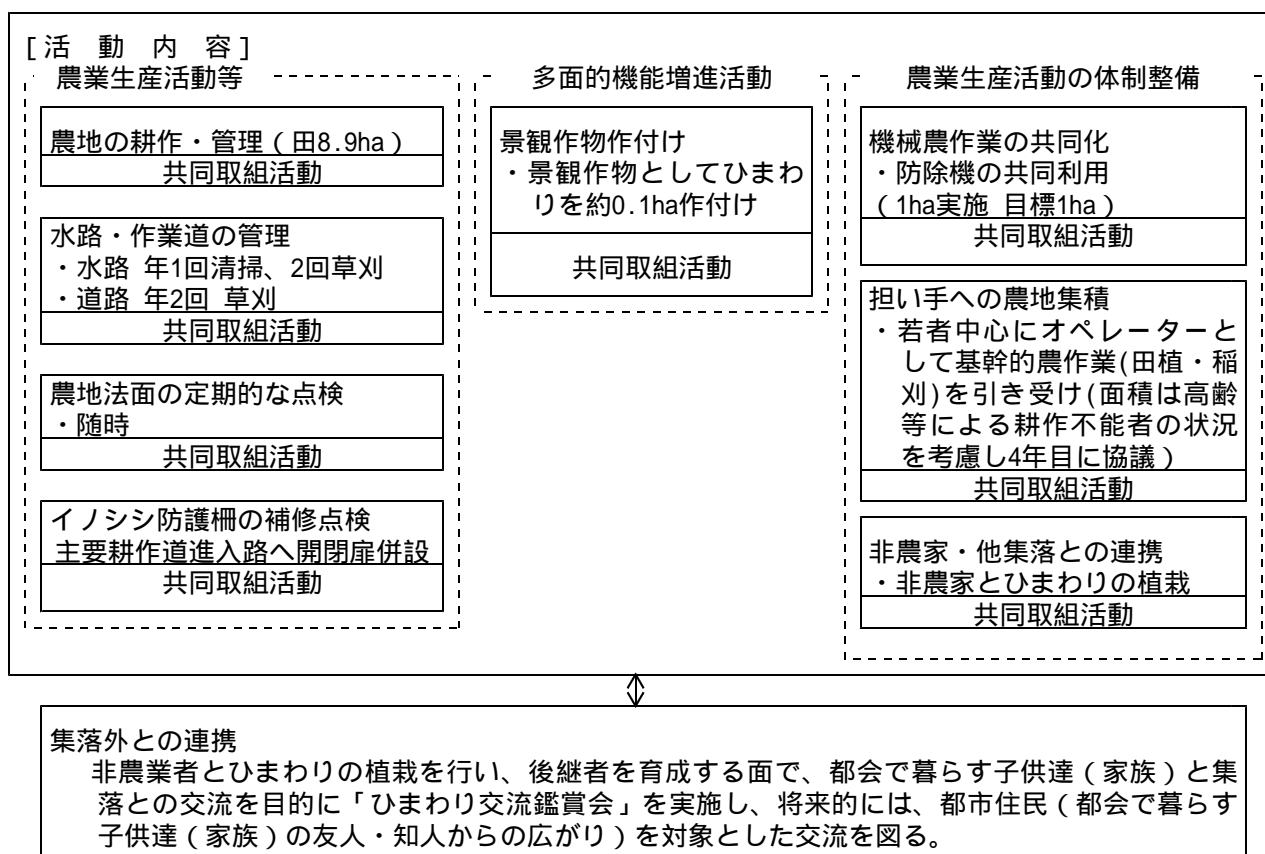 [活 動 内 容]
農業生産活動等
農地の耕作・管理(田8.9ha)
共同取組活動
水路・作業道の管理
・水路 年1回清掃、2回草刈
・道路 年2回 草刈
共同取組活動
農地法面の定期的な点検
・随時
共同取組活動
イノシシ防護柵の補修点検
主要耕作道進入路へ開閉扉併設
共同取組活動
多面的機能増進活動
景観作物作付け
・景観作物としてひまわ
りを約0.1ha作付け
共同取組活動
農業生産活動の体制整備
機械農作業の共同化
・防除機の共同利用
(1ha実施 目標1ha)
共同取組活動
担い手への農地集積
・若者中心にオペレーターと
して基幹的農作業(田植・稲
刈)を引き受け(面積は高齢
等による耕作不能者の状況
を考慮し4年目に協議)
共同取組活動
非農家・他集落との連携
・非農家とひまわりの植栽
共同取組活動
集落外との連携
非農業者とひまわりの植栽を行い、後継者を育成する面で、都会で暮らす子供達(家族)と集
落との交流を目的に「ひまわり交流鑑賞会」を実施し、将来的には、都市住民(都会で暮らす
子供達(家族)の友人・知人からの広がり)を対象とした交流を図る。